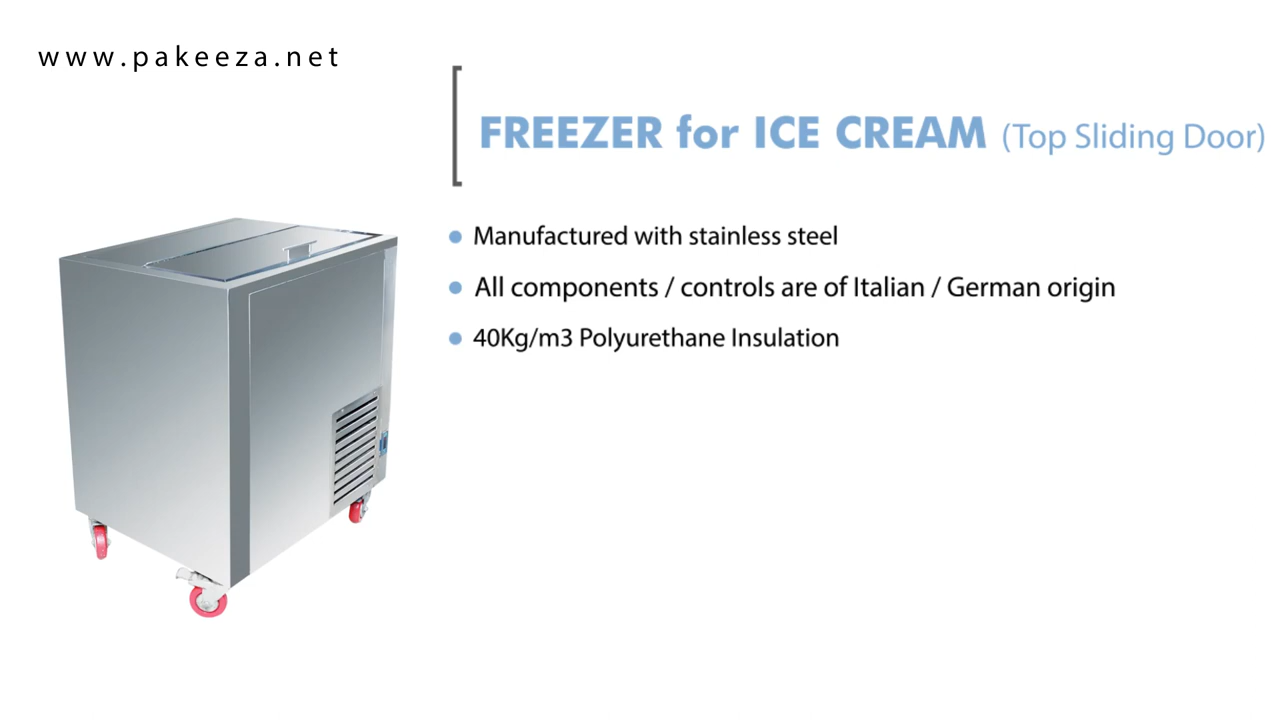 www.pakeeza.net
FREEZER for ICE CREAM (Top Sliding Door)
Manufactured with stainless steel
All components / controls are of Italian / German origin
40Kg/m3 Polyurethane Insulation